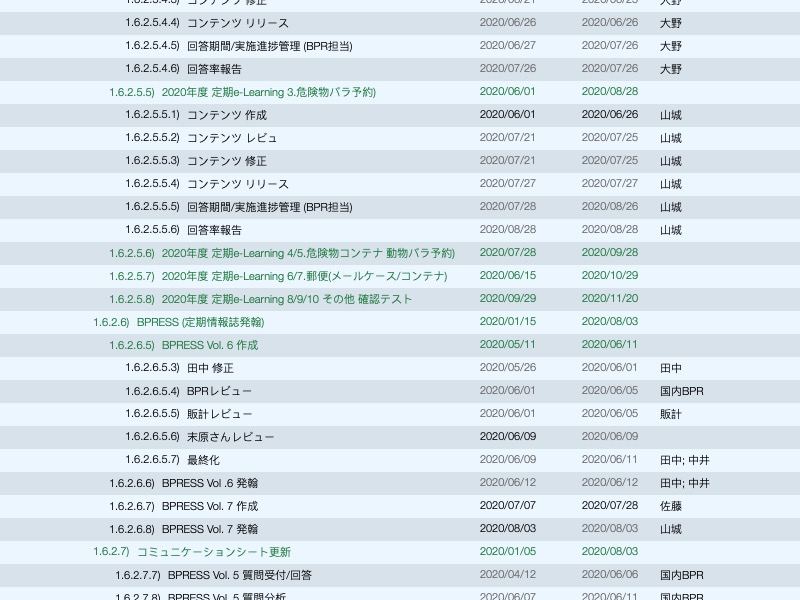 1.6.2.5.4.3) コンテンツ 修正 2020/06/21 2020/06/25 大野
1.6.2.5.4.4) コンテンツ リリース 2020/06/26 2020/06/26 大野
1.6.2.5.4.5) 回答期間/実施進捗管理 (BPR担当) 2020/06/27 2020/07/26 大野
1.6.2.5.4.6) 回答率報告 2020/07/26 2020/07/26 大野
1.6.2.5.5) 2020年度 定期e-Learning 3.危険物バラ予約) 2020/06/01 2020/08/28
1.6.2.5.5.1) コンテンツ 作成 2020/06/01 2020/06/26 山城
1.6.2.5.5.2) コンテンツ レビュ 2020/07/21 2020/07/25 山城
1.6.2.5.5.3) コンテンツ 修正 2020/07/21 2020/07/25 山城
1.6.2.5.5.4) コンテンツ リリース 2020/07/27 2020/07/27 山城
1.6.2.5.5.5) 回答期間/実施進捗管理 (BPR担当) 2020/07/28 2020/08/26 山城
1.6.2.5.5.6) 回答率報告 2020/08/28 2020/08/28 山城
1.6.2.5.6) 2020年度 定期e-Learning 4/5.危険物コンテナ 動物バラ予約) 2020/07/28 2020/09/28
1.6.2.5.7) 2020年度 定期e-Learning 6/7.郵便(メールケース/コンテナ) 2020/06/15 2020/10/29
1.6.2.5.8) 2020年度 定期e-Learning 8/9/10 その他 確認テスト 2020/09/29 2020/11/20
1.6.2.6) BPRESS (定期情報誌発翰) 2020/01/15 2020/08/03
1.6.2.6.5) BPRESS Vol. 6 作成 2020/05/11 2020/06/11
1.6.2.6.5.3) 田中 修正 2020/05/26 2020/06/01 田中
1.6.2.6.5.4) BPRレビュー 2020/06/01 2020/06/05 国内BPR
1.6.2.6.5.5) 販計レビュー 2020/06/01 2020/06/05 販計
1.6.2.6.5.6) 末原さんレビュー 2020/06/09 2020/06/09
1.6.2.6.5.7) 最終化 2020/06/09 2020/06/11 田中; 中井
1.6.2.6.6) BPRESS Vol .6 発翰 2020/06/12 2020/06/12 田中; 中井
1.6.2.6.7) BPRESS Vol. 7 作成 2020/07/07 2020/07/28 佐藤
1.6.2.6.8) BPRESS Vol. 7 発翰 2020/08/03 2020/08/03 山城
1.6.2.7) コミュニケーションシート更新 2020/01/05 2020/08/03
1.6.2.7.7) BPRESS Vol. 5 質問受付/回答 2020/04/12 2020/06/06 国内BPR
1.6.2.7.8) BPRESS Vol. 5 質問分析 2020/06/07 2020/06/11 国内BPR